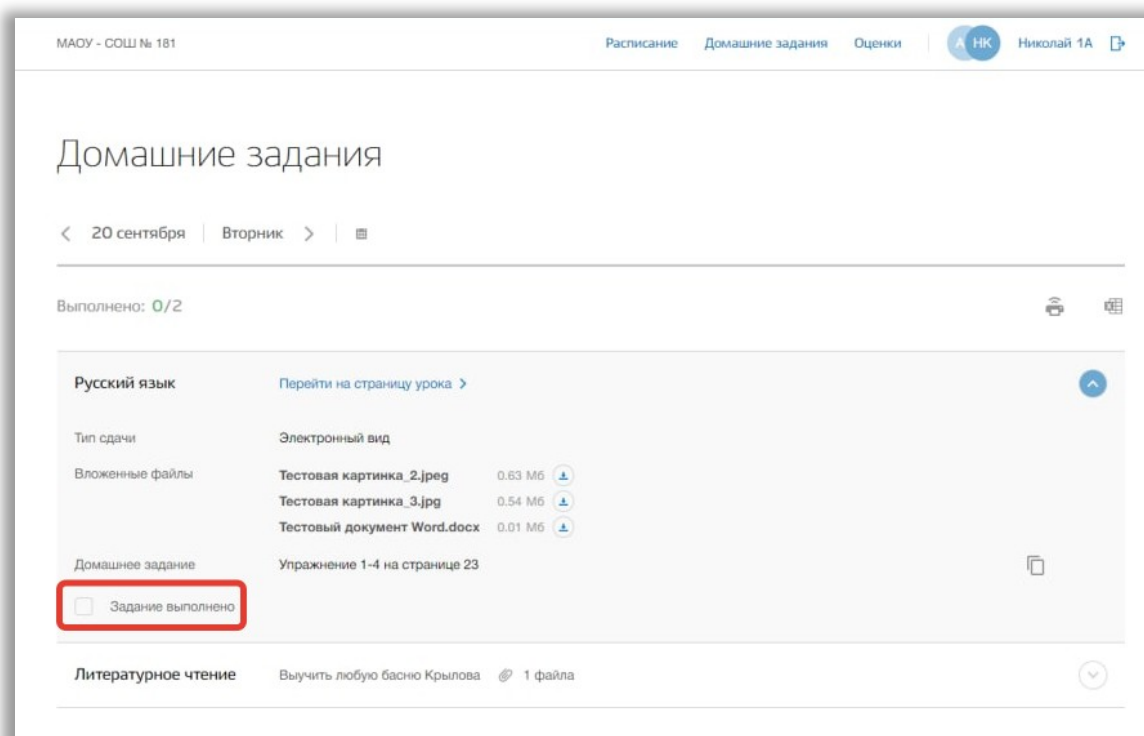 МАОУ - СОШ № 181 Расписание Домашние задания Оценки А НК Николай 1А
Домашние задания
20 сентября Вторник
Выполнено: 0/2
Русский язык Перейти на страницу урока
Тип сдачи Электронный вид
Вложенные файлы Тестовая картинка_2.jpeg 0.63 Мб
Тестовая картинка_3.jpg 0.54 Мб
Тестовый документ Word.docx 0.01 Мб
Домашнее задание Упражнение 1-4 на странице 23
Задание выполнено
Литературное чтение Выучить любую басню Крылова 1 файла